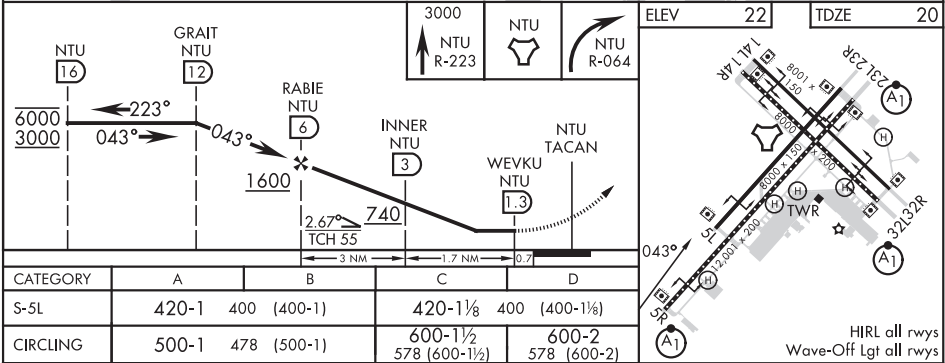 NTU
16
GRAIT
NTU
12
RABIE
NTU
6
INNER
NTU
3
WEVKU
NTU
1.3
NTU
TACAN
6000
3000
223°
043°
043°
1600
740
2.67°
TCH 55
3 NM
1.7 NM
0.7
3000
NTU
R-223
NTU
NTU
R-064
ELEV 22
TDZE 20
14L
14R
8001 x 150
23L
23R
A1
8000 x 200
8000 x 150
H
H
H
H
H
TWR
5L
12,001 x 200
043°
5R
32L
32R
A1
A1
HIRL all rwys
Wave-Off Lgt all rwys
CATEGORY A B C D
S-5L 420-1 400 (400-1) 420-1⅛ 400 (400-1⅛)
CIRCLING 500-1 478 (500-1) 600-1½ 578 (600-1½) 600-2 578 (600-2)